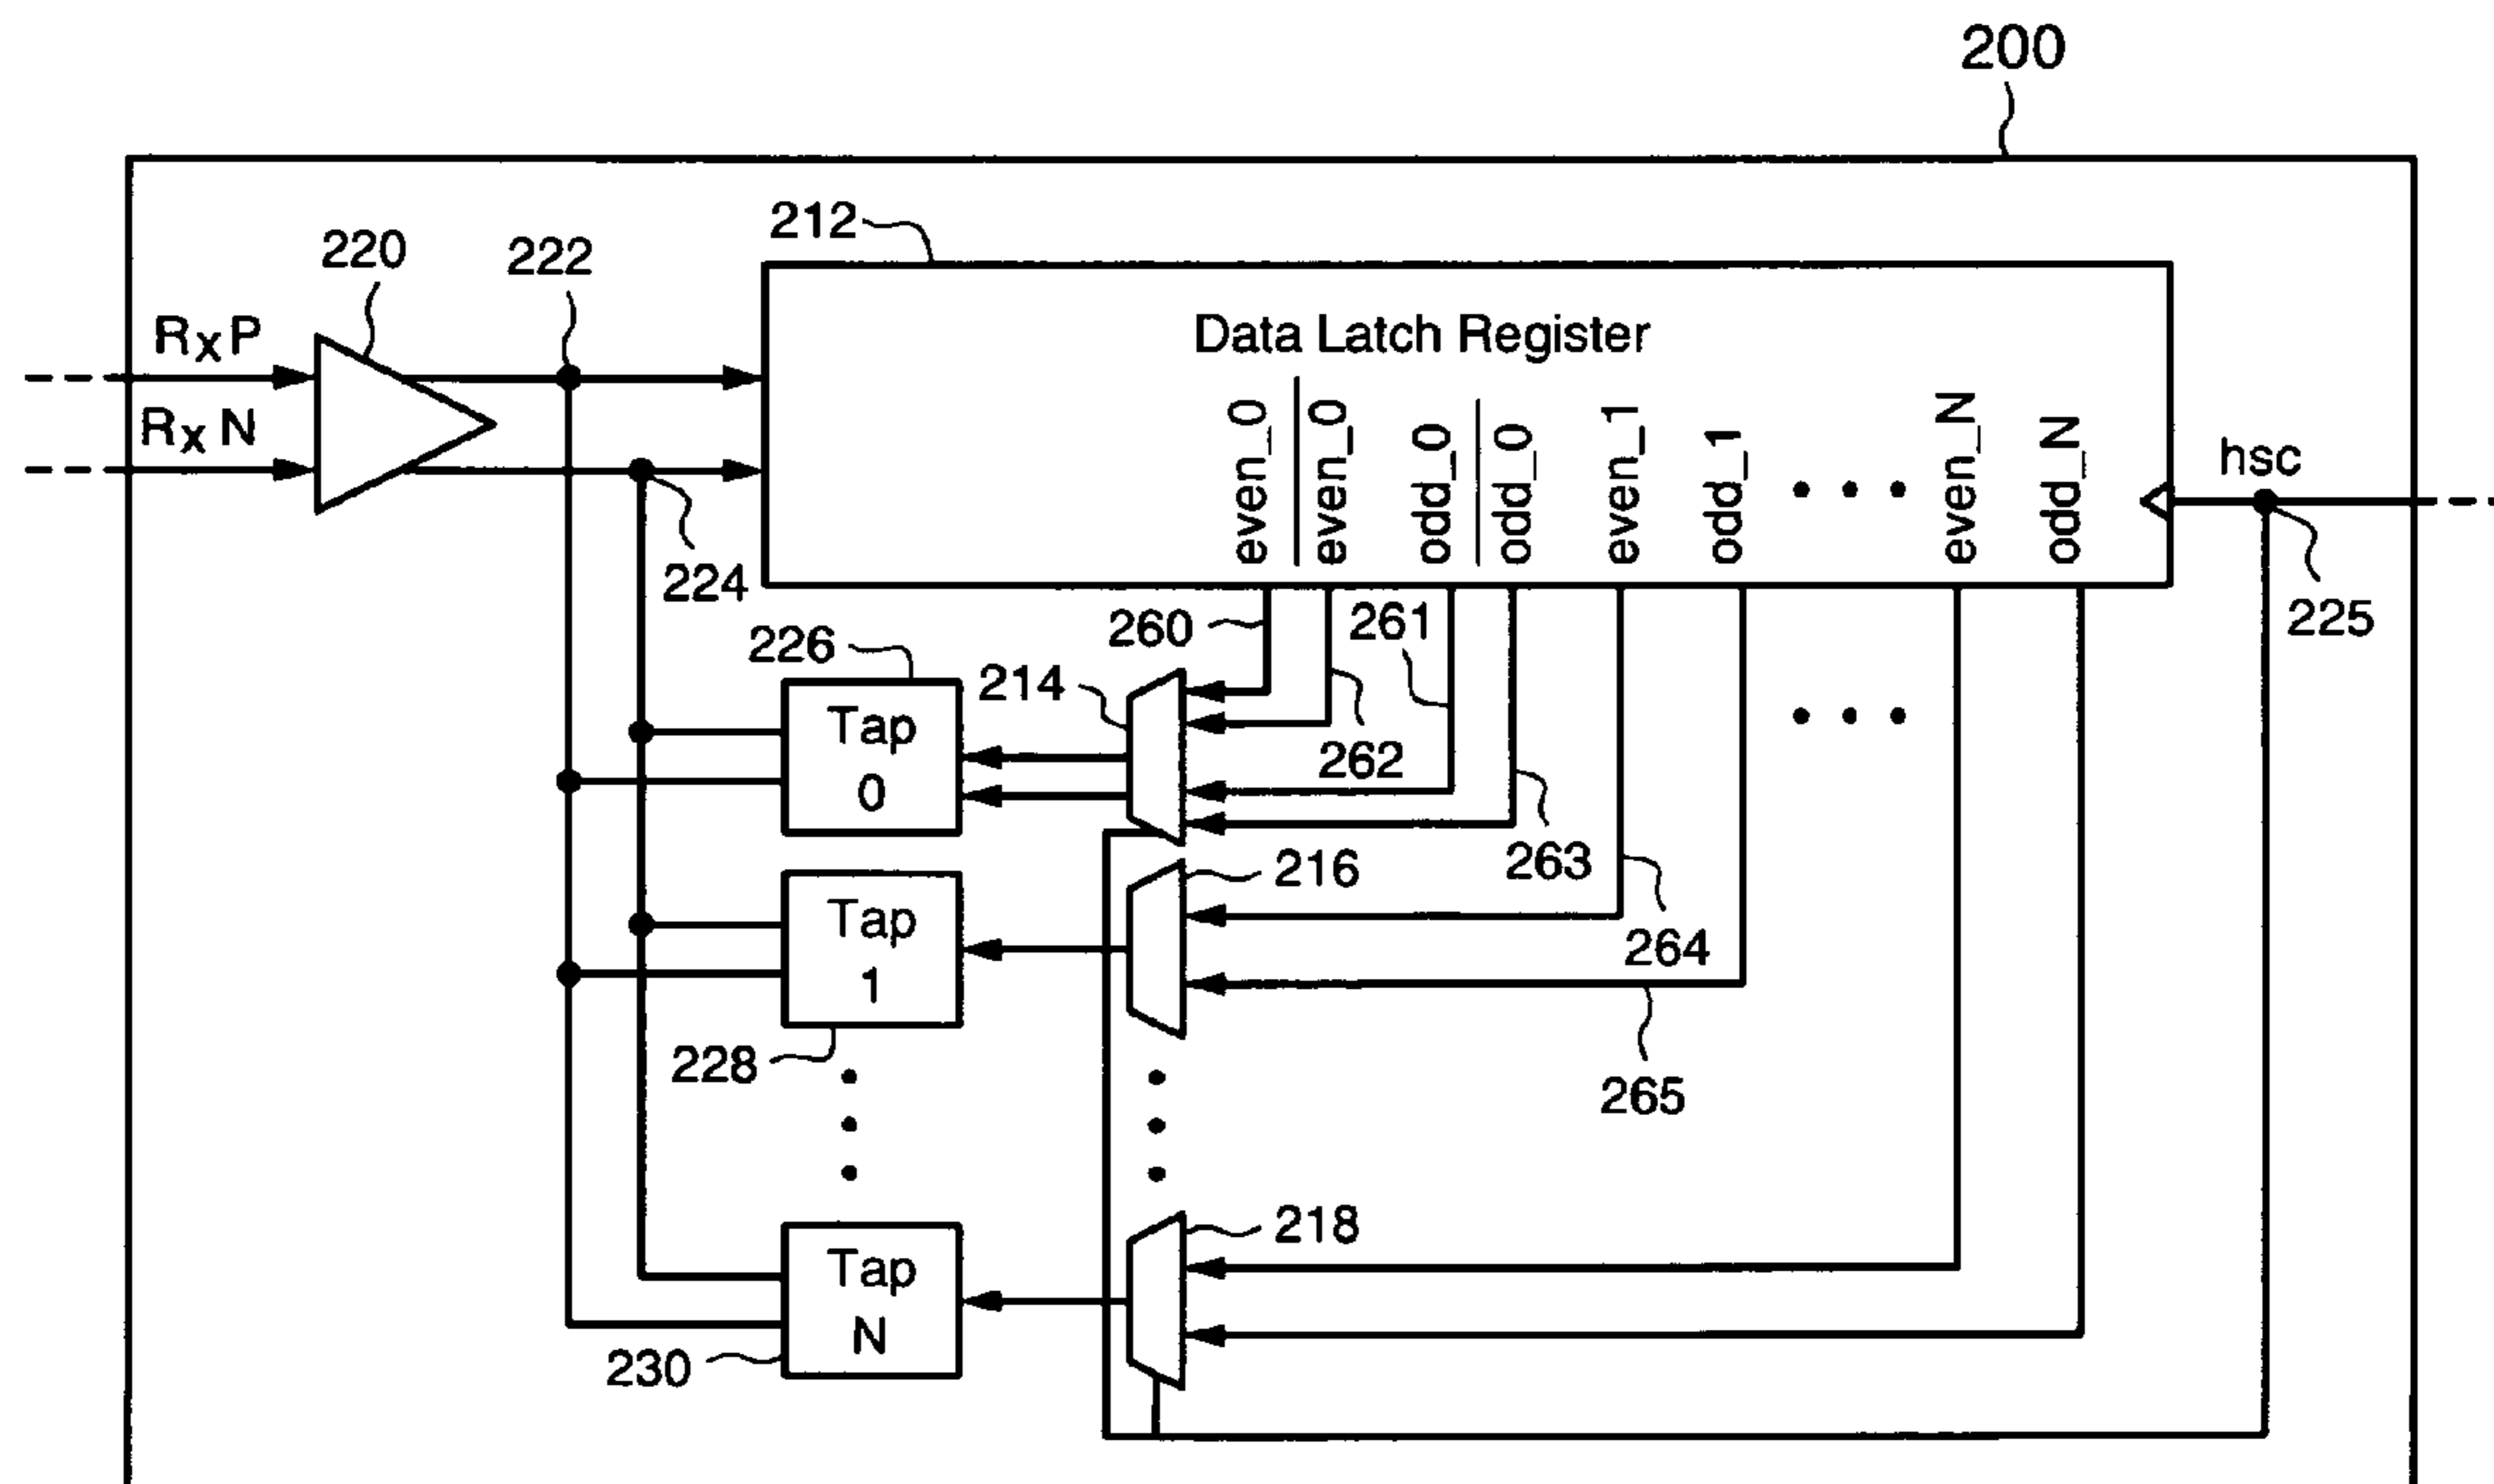 200
212
220
222
RxP
RxN
Data Latch Register
even_0
even_0
odd_0
odd_0
even_1
odd_1
even_N
odd_N
hsc
224
225
260
261
226
214
262
Tap
0
263
216
264
Tap
1
228
265
218
Tap
N
230